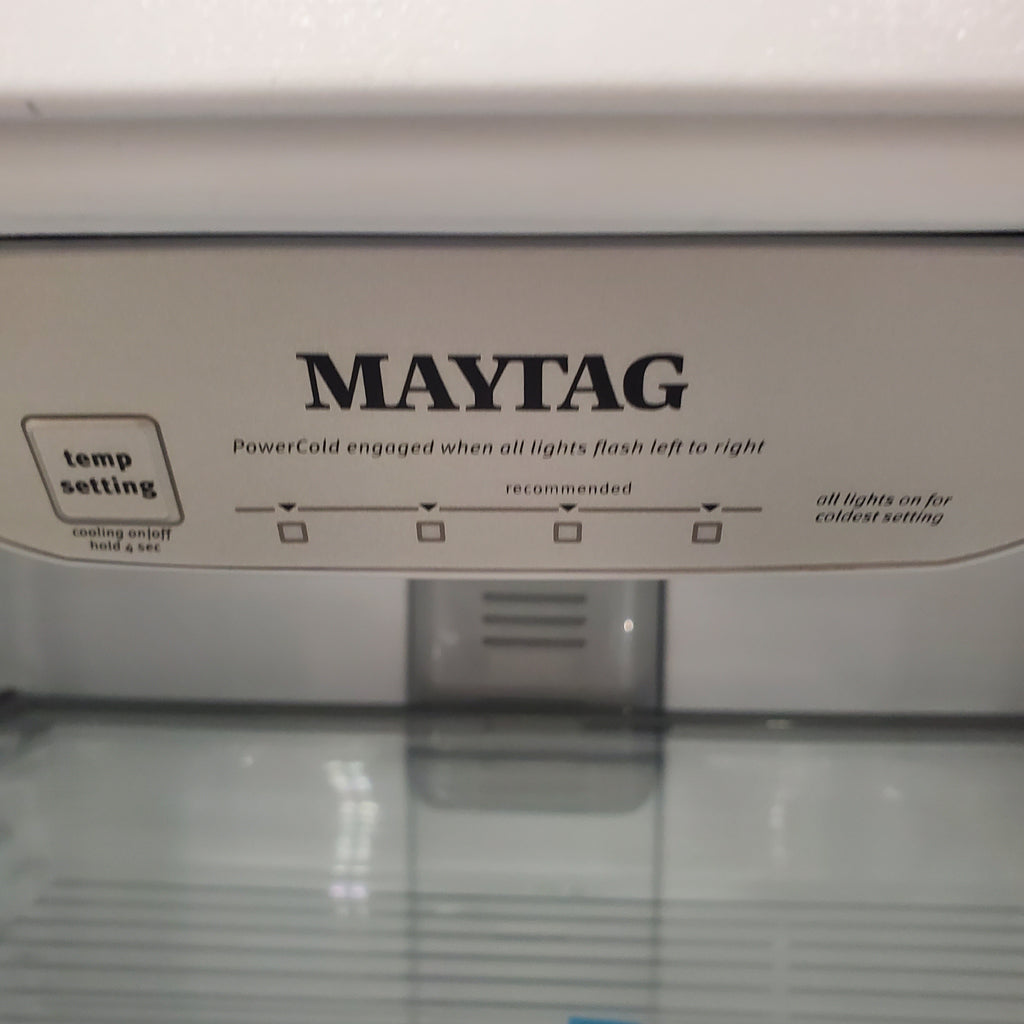 MAYTAG
PowerCold engaged when all lights flash left to right
temp
setting
cooling on|off
hold 4 sec
recommended
all lights on for
coldest setting